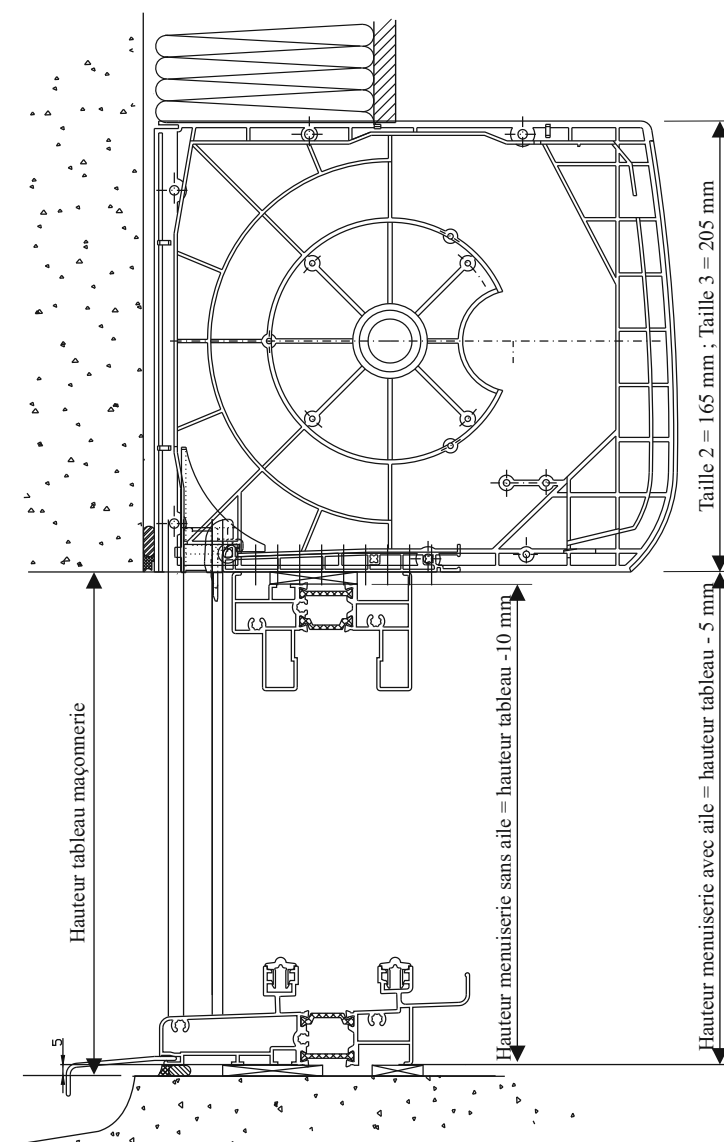 Taille 2 = 165 mm ; Taille 3 = 205 mm
Hauteur tableau maçonnerie
Hauteur menuiserie sans aile = hauteur tableau -10 mm
Hauteur menuiserie avec aile = hauteur tableau - 5 mm
5